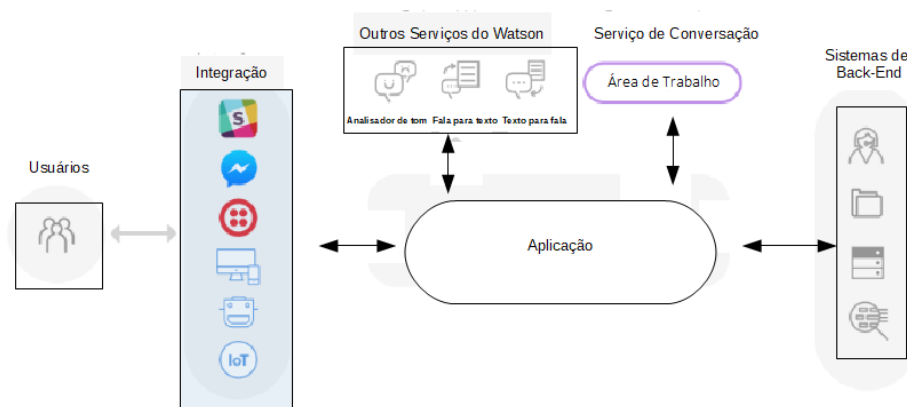 Outros Serviços do Watson
Serviço de Conversação
Sistemas de
Back-End
Integração
Área de Trabalho
S
Analisador de tom
Fala para texto
Texto para fala
Usuários
Aplicação
IoT